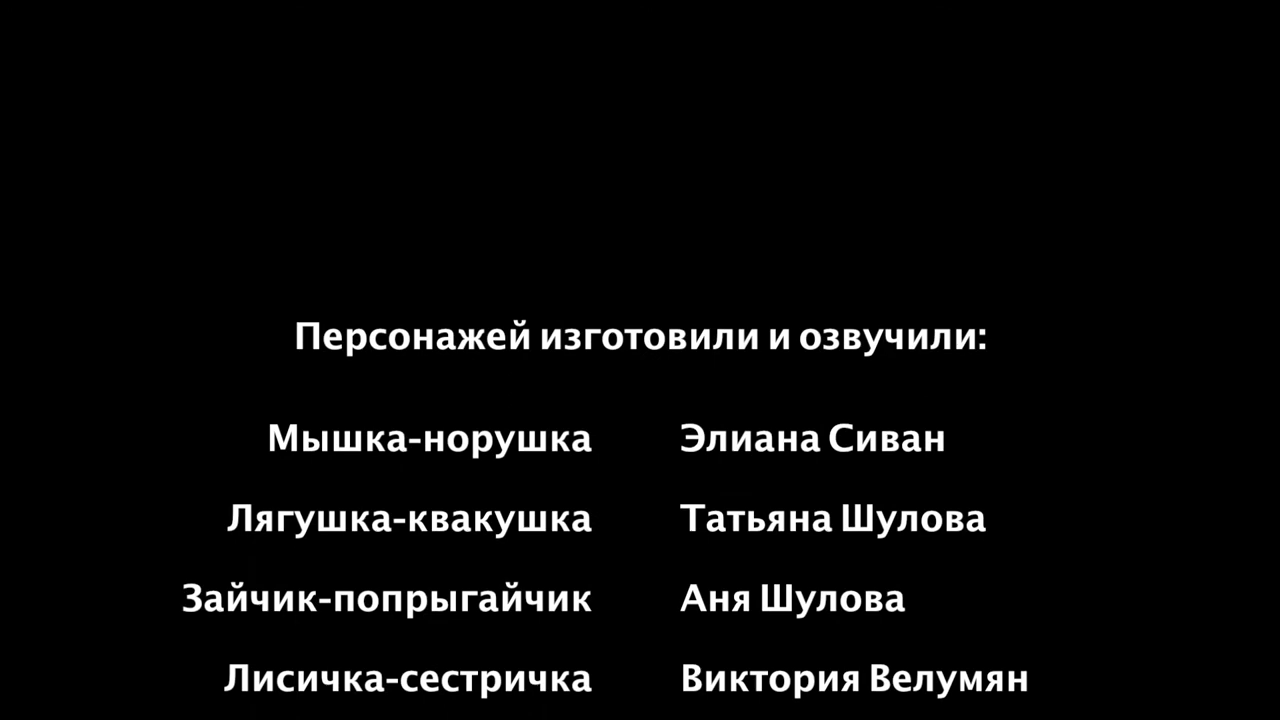 Персонажей изготовили и озвучили:
Мышка-норушка Элиана Сиван
Лягушка-квакушка Татьяна Шулова
Зайчик-попрыгайчик Аня Шулова
Лисичка-сестричка Виктория Велумян